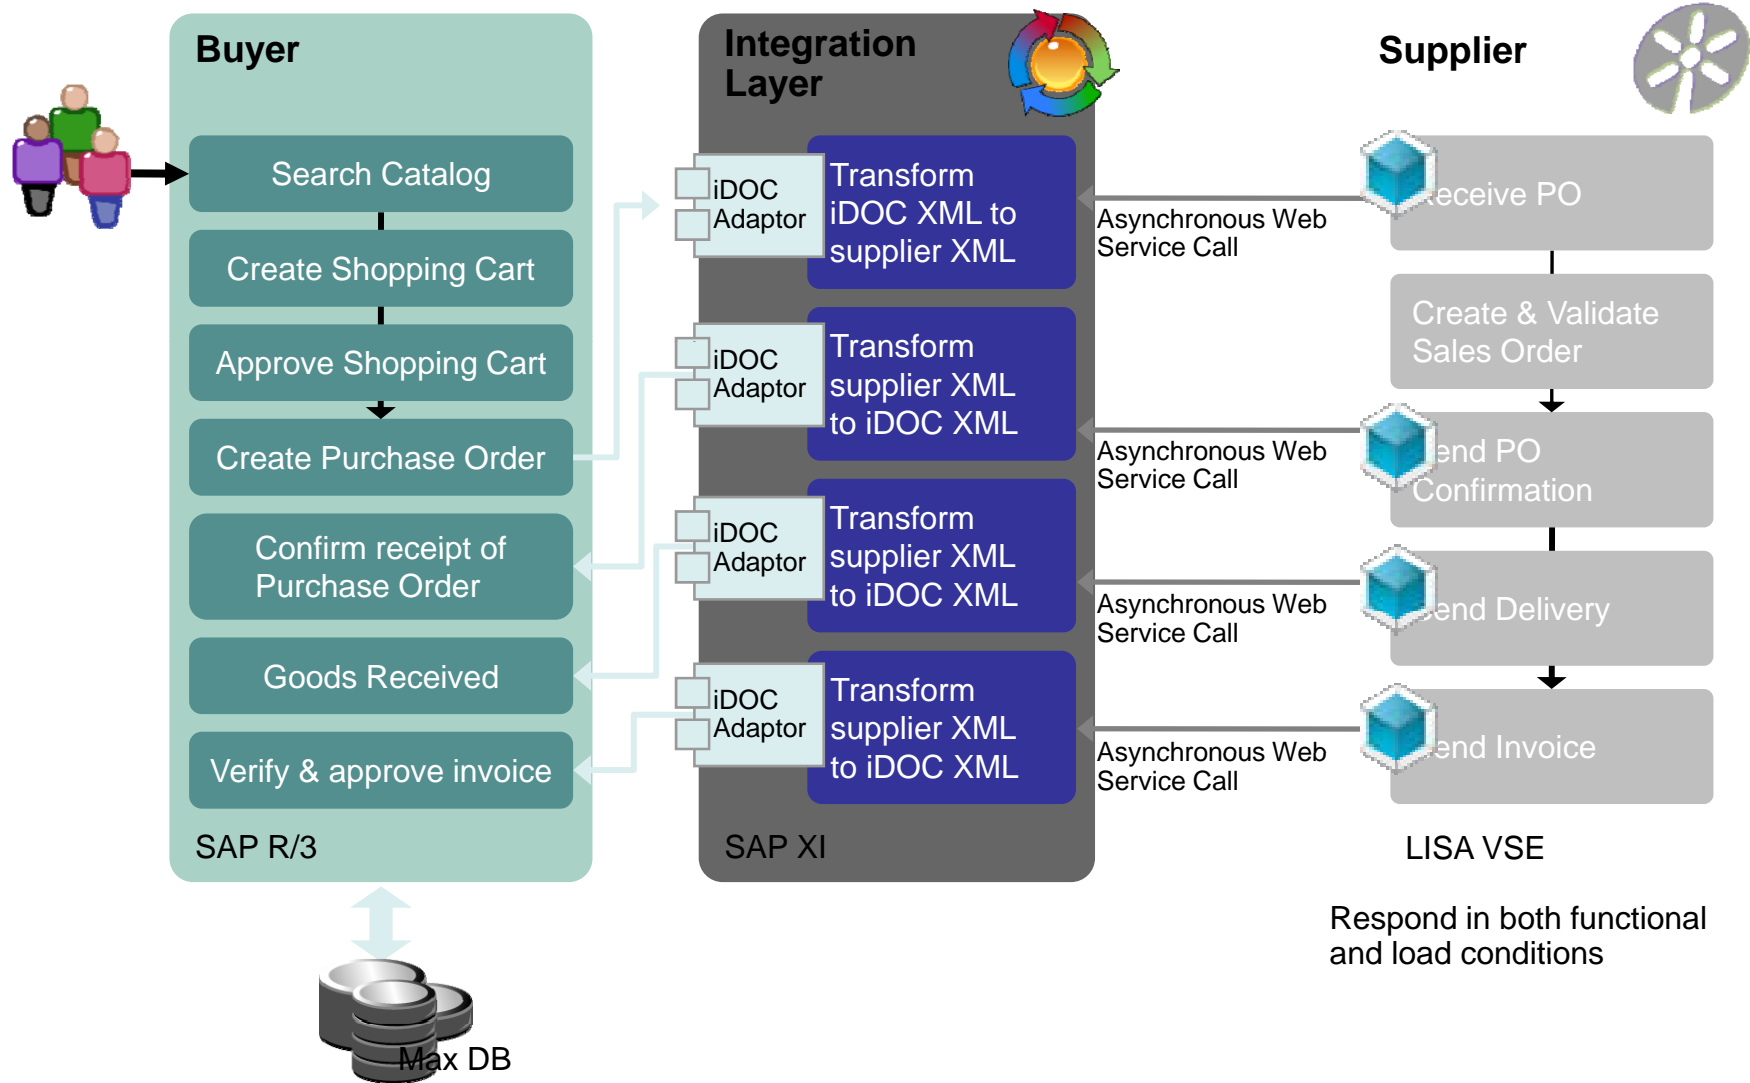 Buyer
Search Catalog
Create Shopping Cart
Approve Shopping Cart
Create Purchase Order
Confirm receipt of
Purchase Order
Goods Received
Verify & approve invoice
SAP R/3
Max DB
Integration
Layer
iDOC
Adaptor
Transform
iDOC XML to
supplier XML
iDOC
Adaptor
Transform
supplier XML
to iDOC XML
iDOC
Adaptor
Transform
supplier XML
to iDOC XML
iDOC
Adaptor
Transform
supplier XML
to iDOC XML
SAP XI
Asynchronous Web
Service Call
Asynchronous Web
Service Call
Asynchronous Web
Service Call
Asynchronous Web
Service Call
Supplier
Receive PO
Create & Validate
Sales Order
Send PO
Confirmation
Send Delivery
Send Invoice
LISA VSE
Respond in both functional
and load conditions